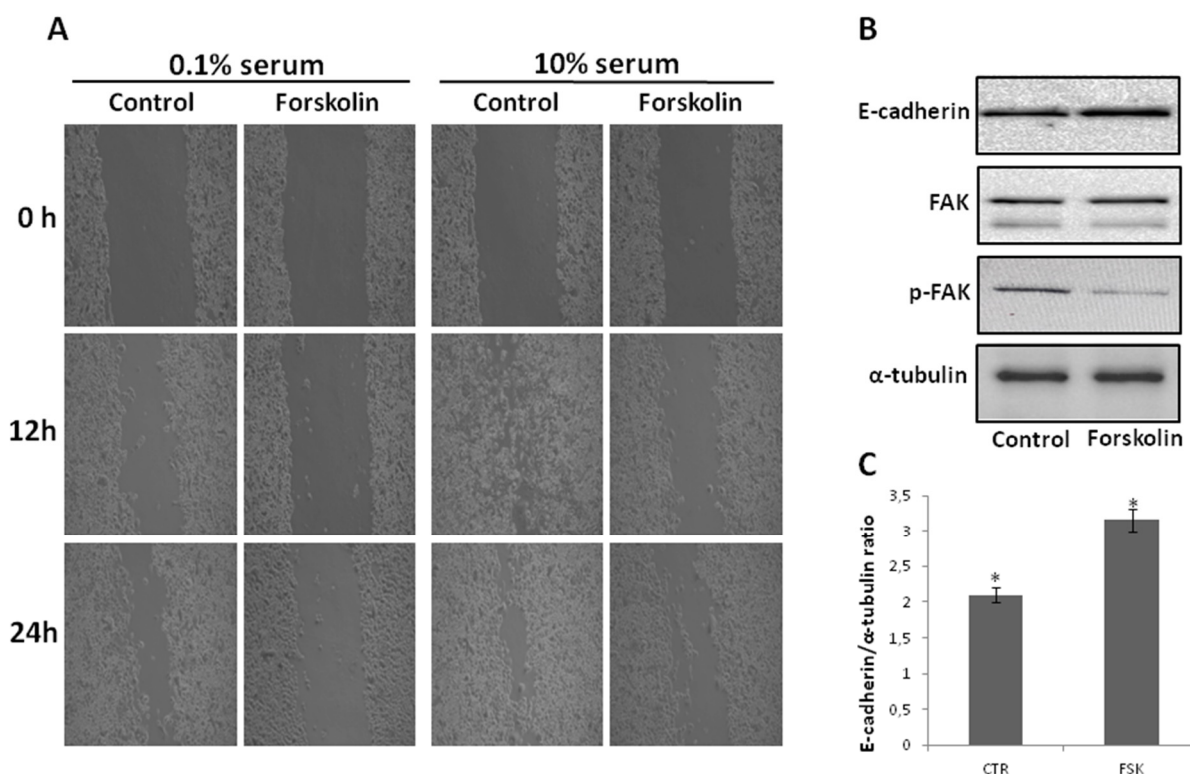 A
0.1% serum
10% serum
Control
Forskolin
Control
Forskolin
0 h
12h
24h
B
E-cadherin
FAK
p-FAK
α-tubulin
Control
Forskolin
C
E-cadherin/α-tubulin ratio
3,5
3
2,5
2
1,5
1
0,5
0
*
*
CTR
FSK